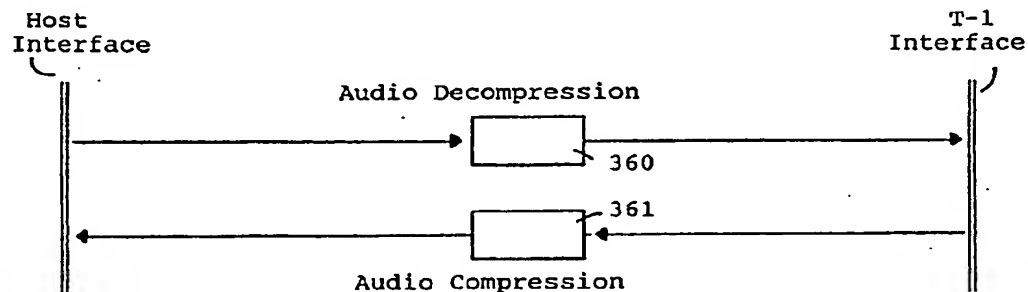 Host
Interface
T-1
Interface
Audio Decompression
360
361
Audio Compression